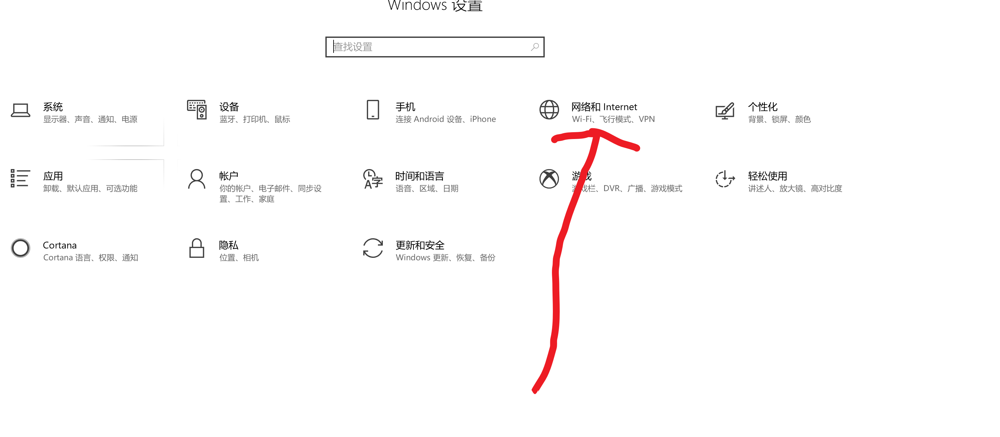 Windows 设置
查找设置
系统
显示器、声音、通知、电源
设备
蓝牙、打印机、鼠标
手机
连接 Android 设备、iPhone
网络和 Internet
Wi-Fi、飞行模式、VPN
个性化
背景、锁屏、颜色
应用
卸载、默认应用、可选功能
帐户
你的帐户、电子邮件、同步设
置、工作、家庭
时间和语言
语音、区域、日期
游戏
游戏栏、DVR、广播、游戏模式
轻松使用
讲述人、放大镜、高对比度
Cortana
Cortana 语言、权限、通知
隐私
位置、相机
更新和安全
Windows 更新、恢复、备份